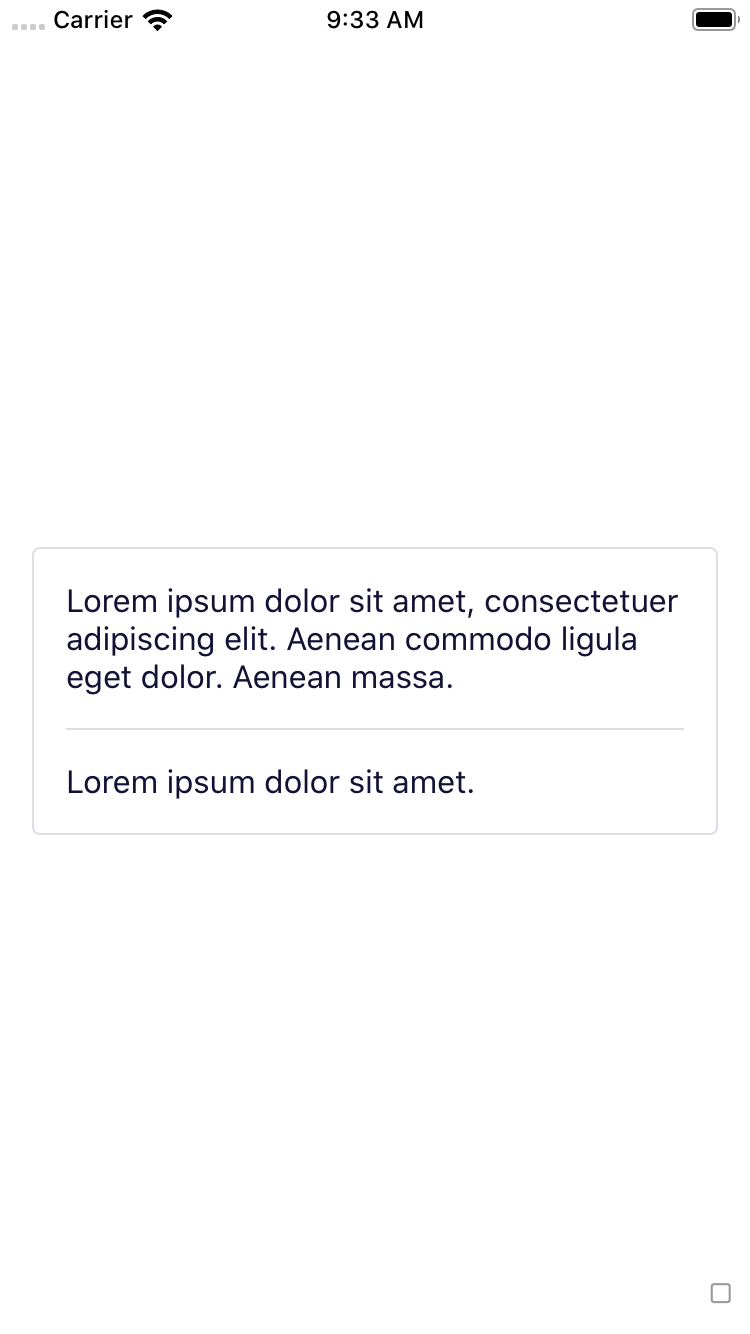 Carrier 9:33 AM
Lorem ipsum dolor sit amet, consectetuer
adipiscing elit. Aenean commodo ligula
eget dolor. Aenean massa.
Lorem ipsum dolor sit amet.